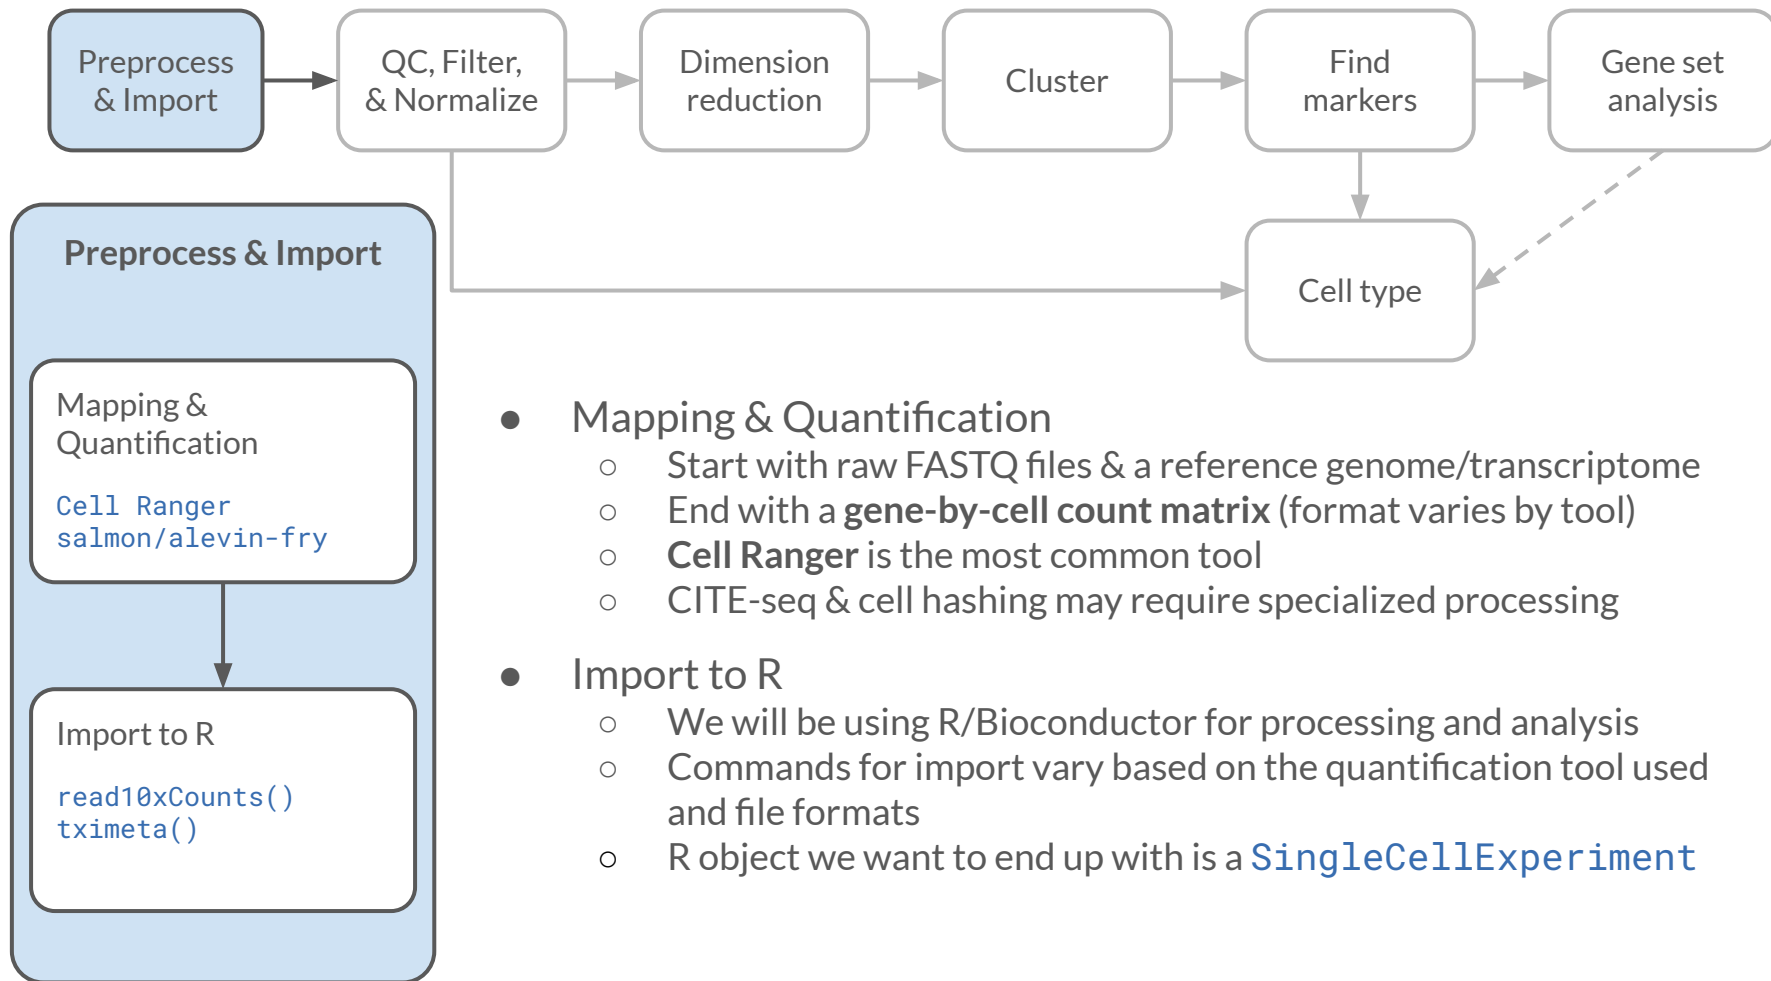 Preprocess
& Import
QC, Filter,
& Normalize
Dimension
reduction
Cluster
Find
markers
Gene set
analysis
Cell type
Preprocess & Import
Mapping &
Quantification
Cell Ranger
salmon/alevin-fry
Import to R
read10xCounts()
tximeta()
● Mapping & Quantification
○ Start with raw FASTQ files & a reference genome/transcriptome
○ End with a gene-by-cell count matrix (format varies by tool)
○ Cell Ranger is the most common tool
○ CITE-seq & cell hashing may require specialized processing
● Import to R
○ We will be using R/Bioconductor for processing and analysis
○ Commands for import vary based on the quantification tool used
and file formats
○ R object we want to end up with is a SingleCellExperiment